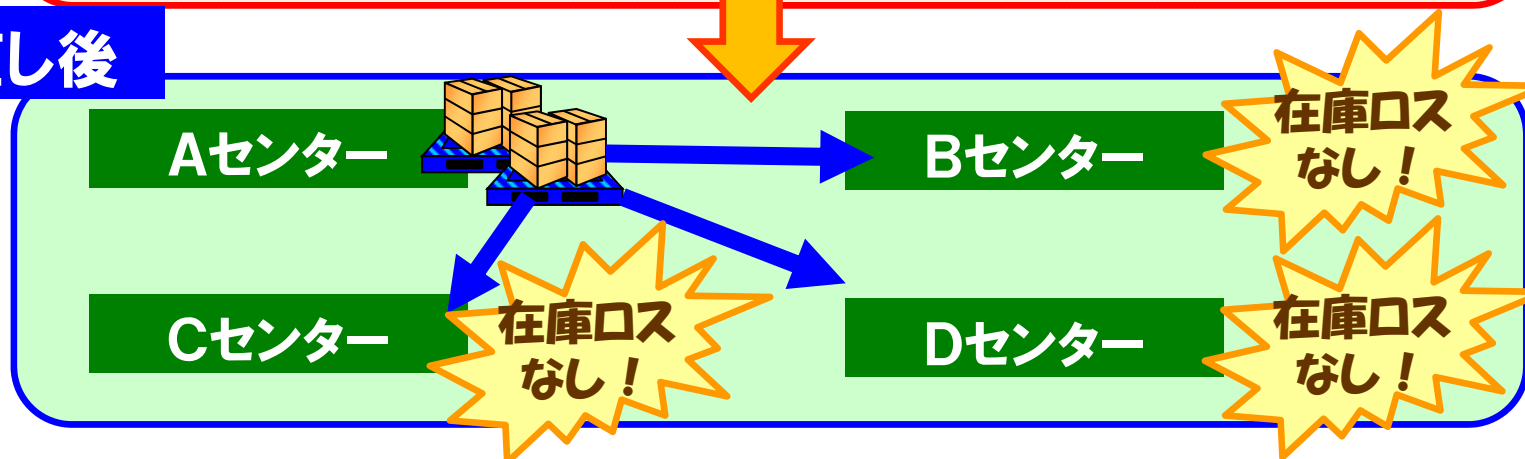 し後
Aセンター
Bセンター
在庫ロス
なし！
Cセンター
在庫ロス
なし！
Dセンター
在庫ロス
なし！